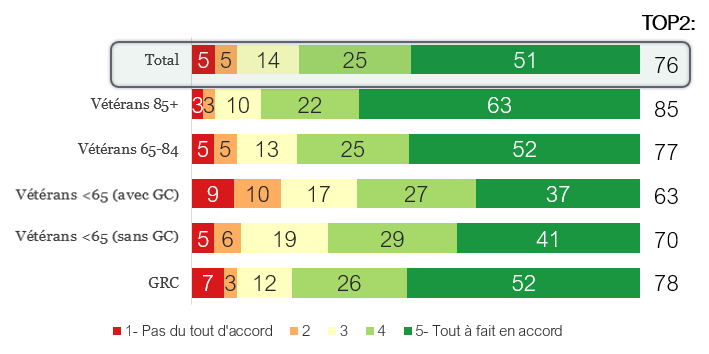 TOP2:
Total 5 5 14 25 51 76
Vétérans 85+ 3 3 10 22 63 85
Vétérans 65-84 5 5 13 25 52 77
Vétérans <65 (avec GC) 9 10 17 27 37 63
Vétérans <65 (sans GC) 5 6 19 29 41 70
GRC 7 3 12 26 52 78
1- Pas du tout d'accord 2 3 4 5- Tout à fait en accord